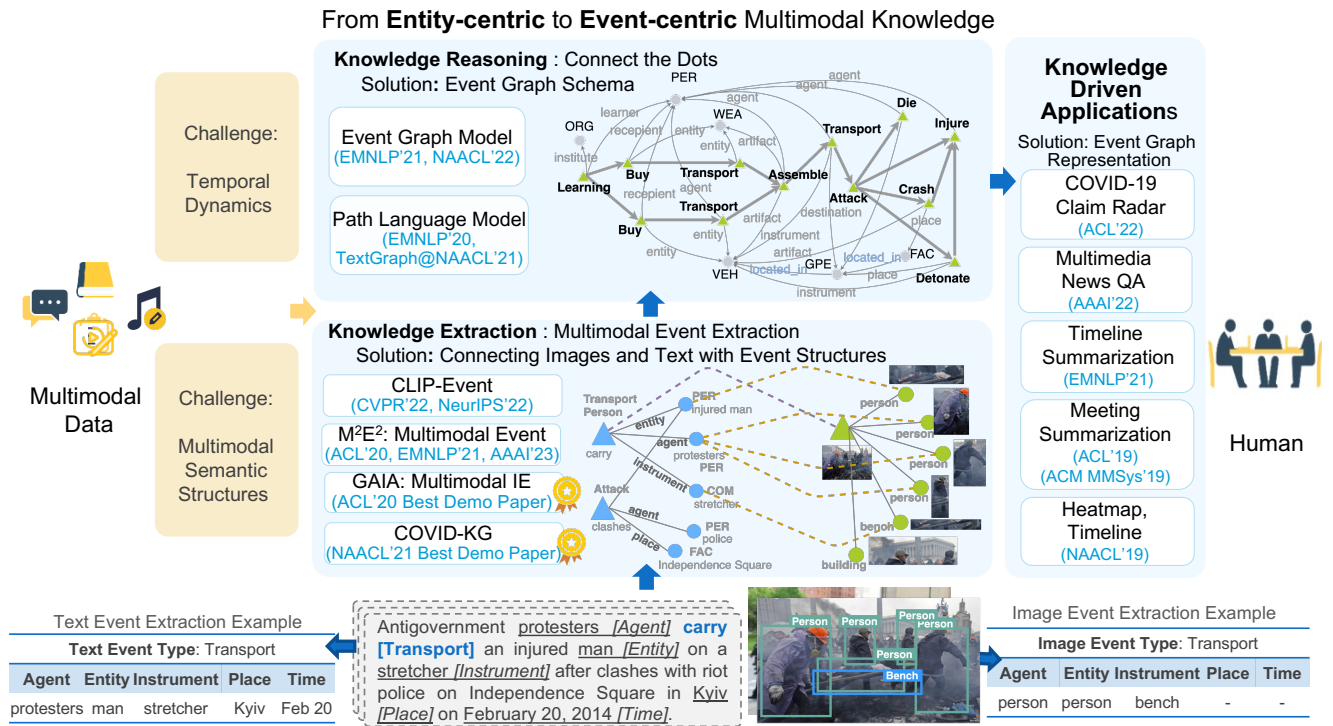 From Entity-centric to Event-centric Multimodal Knowledge
Challenge:
Temporal
Dynamics
Multimodal
Data
Challenge:
Multimodal
Semantic
Structures
Knowledge Reasoning : Connect the Dots
Solution: Event Graph Schema
Event Graph Model
(EMNLP'21, NAACL'22)
Path Language Model
(EMNLP'20,
TextGraph@NAACL'21)
PER
agent
agent
agent
learner
WEA
Die
ORG
recepient
entity
artifact
Transport
Injure
institute
entity
Buy
Transport
Assemble
Learning
recepient
agent
Attack
Crash
Transport
artifact
destination
place
Buy
entity
instrument
entity
artifact
VEH
located_in
GPE
located_in
FAC
place
Detonate
instrument
Knowledge Extraction : Multimodal Event Extraction
Solution: Connecting Images and Text with Event Structures
CLIP-Event
(CVPR'22, NeurIPS'22)
M²E²: Multimodal Event
(ACL'20, EMNLP'21, AAAI'23)
GAIA: Multimodal IE
(ACL'20 Best Demo Paper)
COVID-KG
(NAACL'21 Best Demo Paper)
Transport
Person
carry
entity
PER
injured man
agent
protesters
PER
instrument
COM
stretcher
Attack
clashes
agent
PER
police
place
FAC
Independence Square
person
person
person
person
bench
building
Knowledge
Driven
Applications
Solution: Event Graph
Representation
COVID-19
Claim Radar
(ACL'22)
Multimedia
News QA
(AAAI'22)
Timeline
Summarization
(EMNLP'21)
Meeting
Summarization
(ACL'19)
(ACM MMSys'19)
Heatmap,
Timeline
(NAACL'19)
Human
Text Event Extraction Example
Text Event Type: Transport
Agent Entity Instrument Place Time
protesters man stretcher Kyiv Feb 20
Antigovernment protesters [Agent] carry
[Transport] an injured man [Entity] on a
stretcher [Instrument] after clashes with riot
police on Independence Square in Kyiv
[Place] on February 20, 2014 [Time].
Person
Person
Person
Person
Bench
Image Event Extraction Example
Image Event Type: Transport
Agent Entity Instrument Place Time
person person bench - -